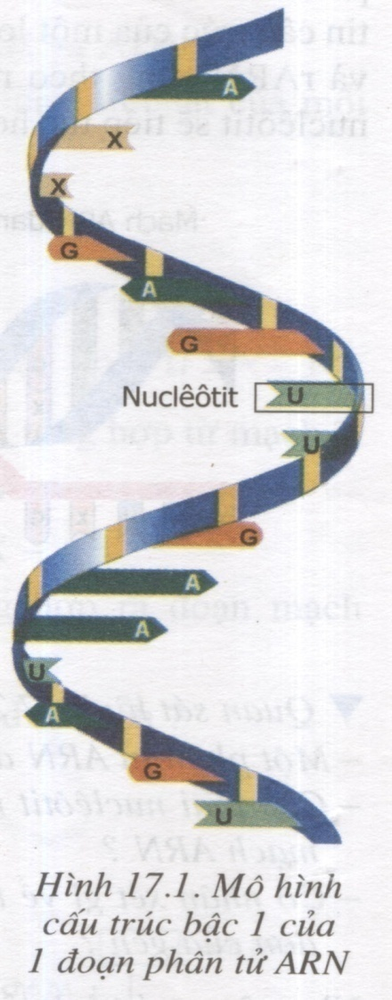 A
X
X
G
A
G
Nuclêôtit U
U
G
A
A
U
A
G
U
Hình 17.1. Mô hình
cấu trúc bậc 1 của
1 đoạn phân tử ARN